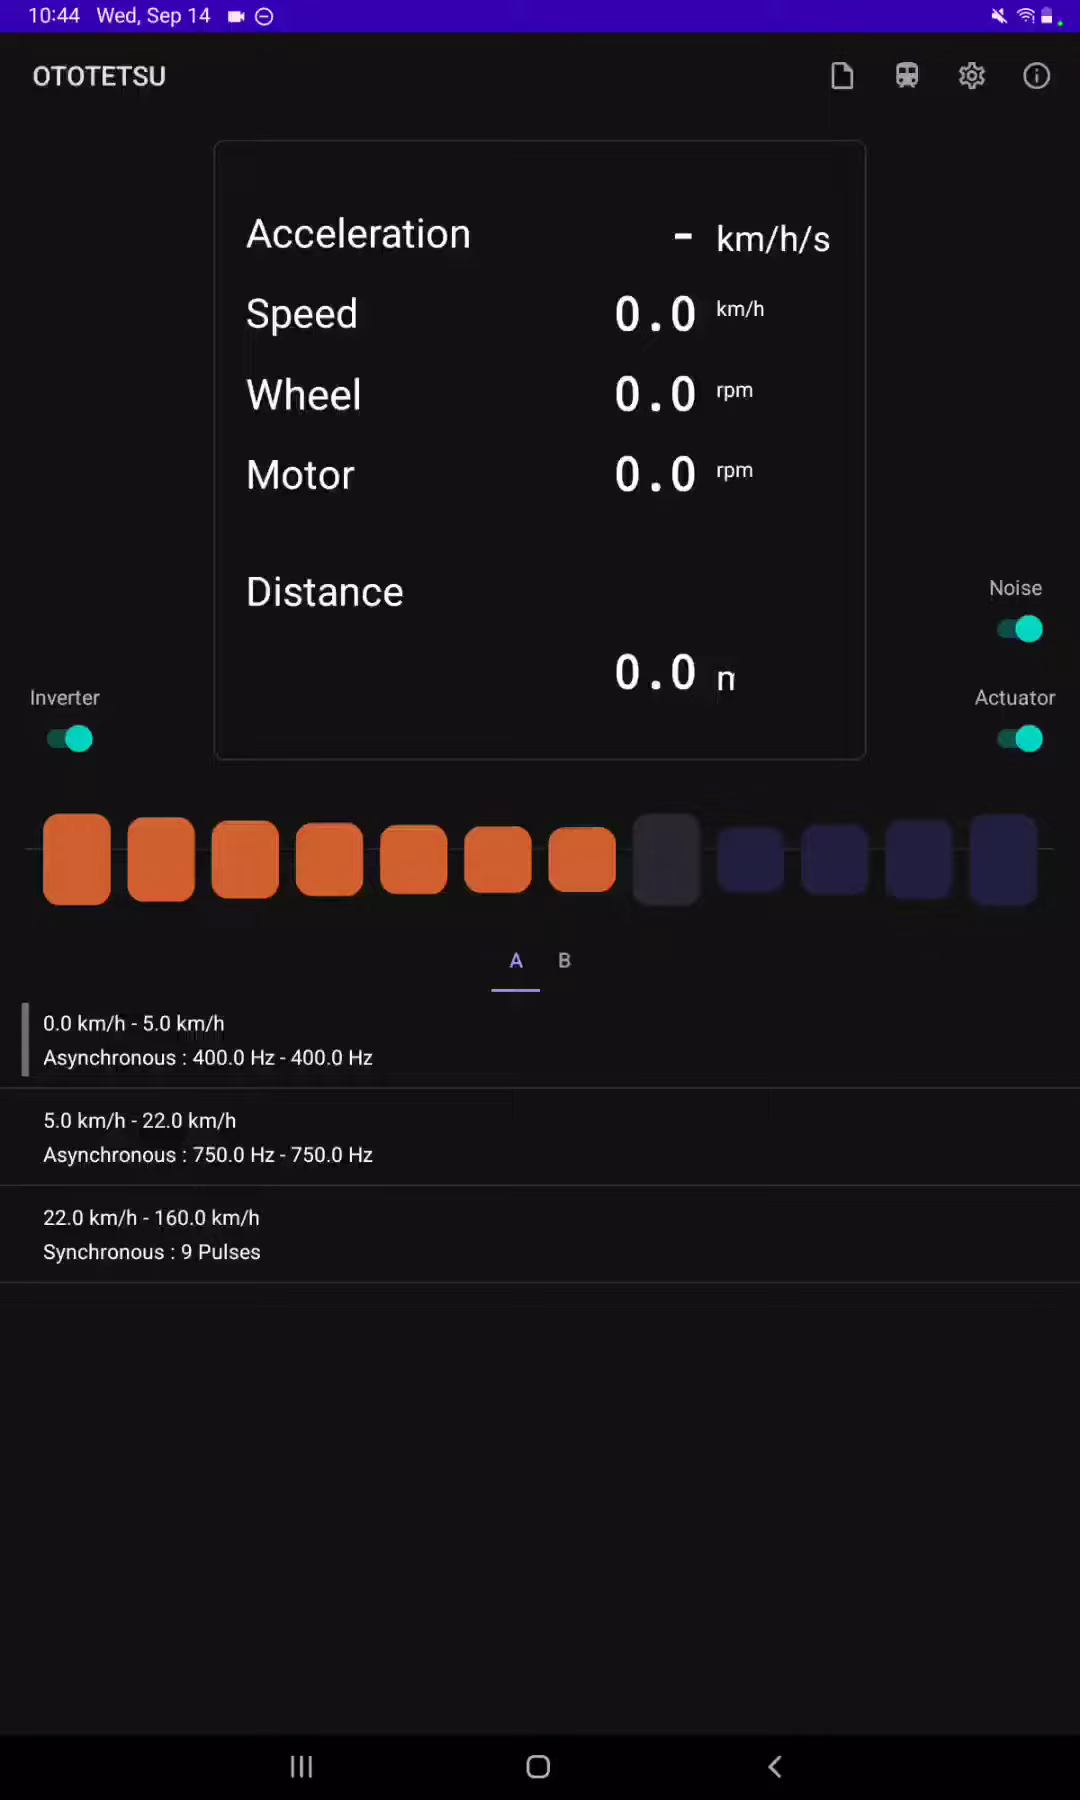 10:44 Wed, Sep 14
OTOTETSU
Acceleration - km/h/s
Speed 0.0 km/h
Wheel 0.0 rpm
Motor 0.0 rpm
Distance
0.0
Noise
Inverter
Actuator
A B
0.0 km/h - 5.0 km/h
Asynchronous : 400.0 Hz - 400.0 Hz
5.0 km/h - 22.0 km/h
Asynchronous : 750.0 Hz - 750.0 Hz
22.0 km/h - 160.0 km/h
Synchronous : 9 Pulses